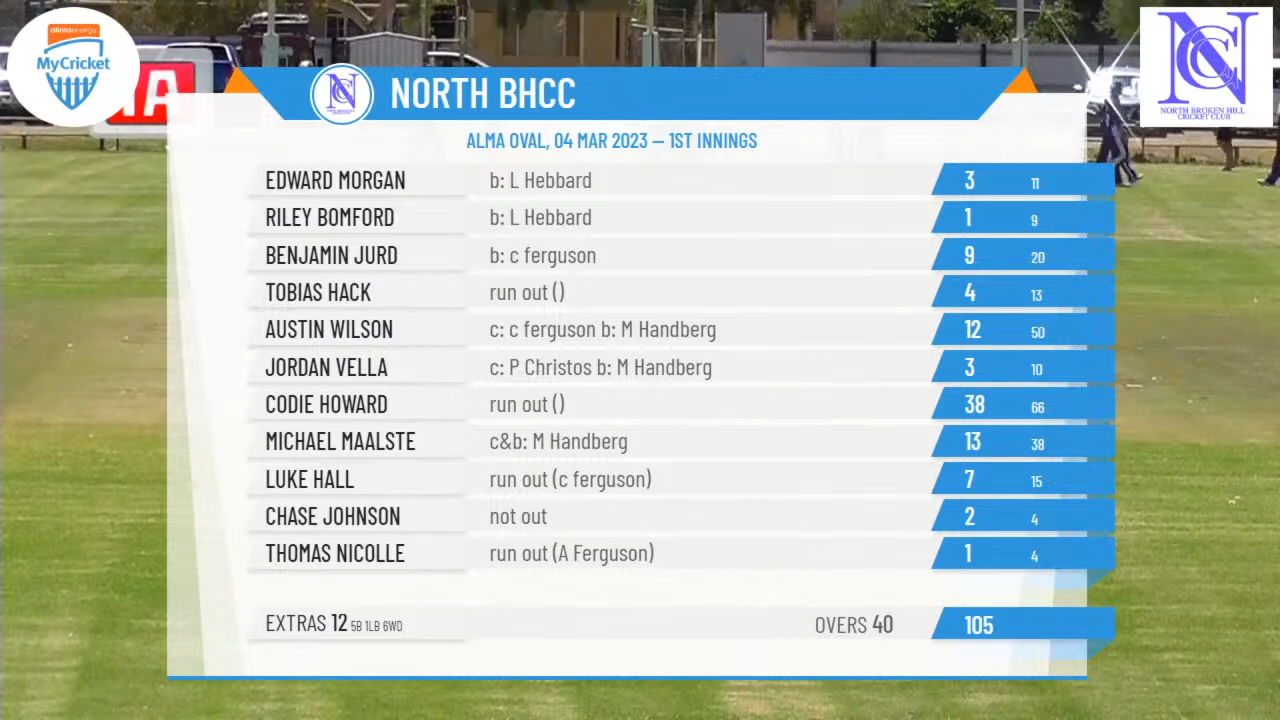 alintaenergy
MyCricket
NORTH BHCC
NORTH BROKEN HILL
CRICKET CLUB
ALMA OVAL, 04 MAR 2023 – 1ST INNINGS
EDWARD MORGAN b: L Hebbard 3 11
RILEY BOMFORD b: L Hebbard 1 9
BENJAMIN JURD b: c ferguson 9 20
TOBIAS HACK run out () 4 13
AUSTIN WILSON c: c ferguson b: M Handberg 12 50
JORDAN VELLA c: P Christos b: M Handberg 3 10
CODIE HOWARD run out () 38 66
MICHAEL MAALSTE c&b: M Handberg 13 38
LUKE HALL run out (c ferguson) 7 15
CHASE JOHNSON not out 2 4
THOMAS NICOLLE run out (A Ferguson) 1 4
EXTRAS 12 5B 1LB 6WD OVERS 40 105